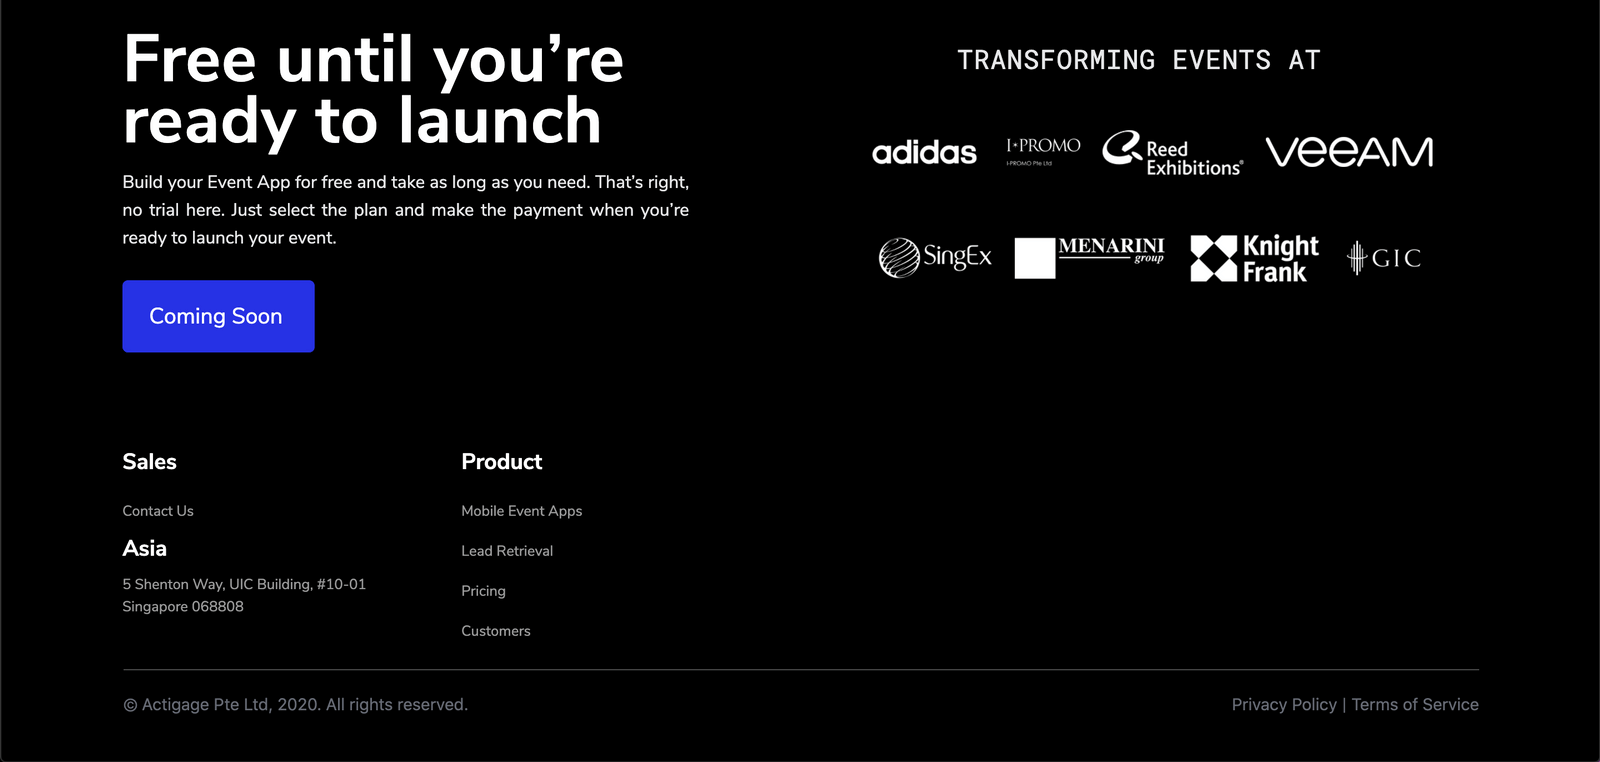 Free until you’re
ready to launch
Build your Event App for free and take as long as you need. That’s right,
no trial here. Just select the plan and make the payment when you’re
ready to launch your event.
Coming Soon
TRANSFORMING EVENTS AT
adidas
I·PROMO
I-PROMO Pte Ltd
Reed
Exhibitions®
veeAM
SingEx
MENARINI
group
Knight
Frank
GIC
Sales
Contact Us
Asia
5 Shenton Way, UIC Building, #10-01
Singapore 068808
Product
Mobile Event Apps
Lead Retrieval
Pricing
Customers
© Actigage Pte Ltd, 2020. All rights reserved.
Privacy Policy | Terms of Service